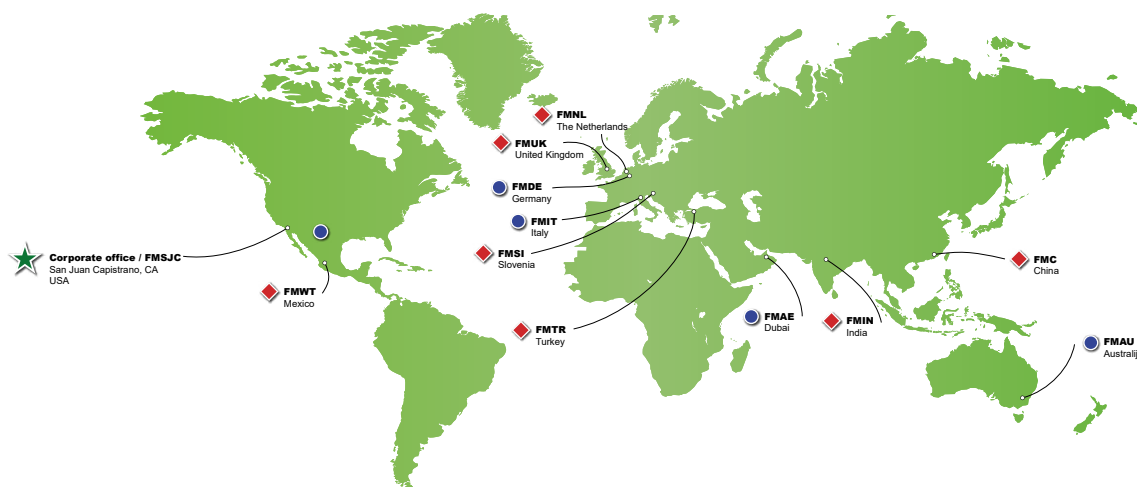 FMNL
The Netherlands
FMUK
United Kingdom
FMDE
Germany
FMIT
Italy
Corporate office / FMSJC
San Juan Capistrano, CA
USA
FMSI
Slovenia
FMC
China
FMWT
Mexico
FMTR
Turkey
FMAE
Dubai
FMIN
India
FMAU
Australij